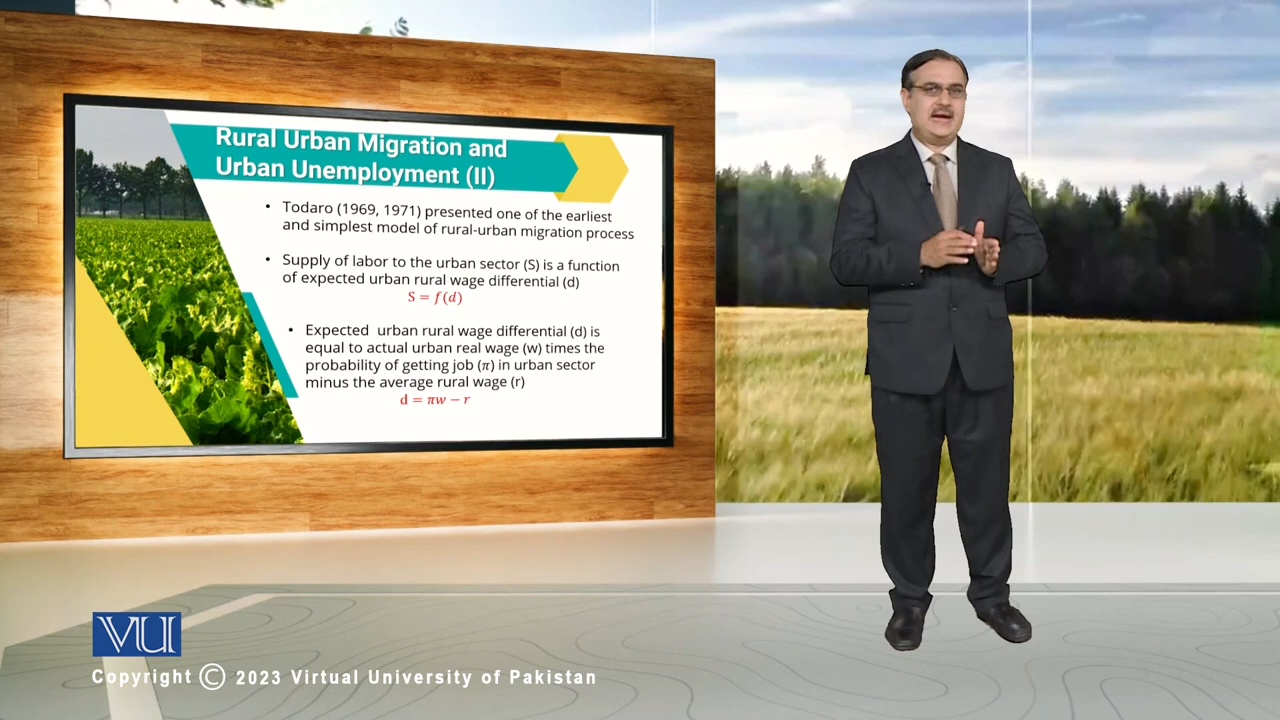 Rural Urban Migration and
Urban Unemployment (II)
• Todaro (1969, 1971) presented one of the earliest
and simplest model of rural-urban migration process
• Supply of labor to the urban sector (S) is a function
of expected urban rural wage differential (d)
S = f(d)
• Expected urban rural wage differential (d) is
equal to actual urban real wage (w) times the
probability of getting job (π) in urban sector
minus the average rural wage (r)
d = πw − r
VU
Copyright © 2023 Virtual University of Pakistan